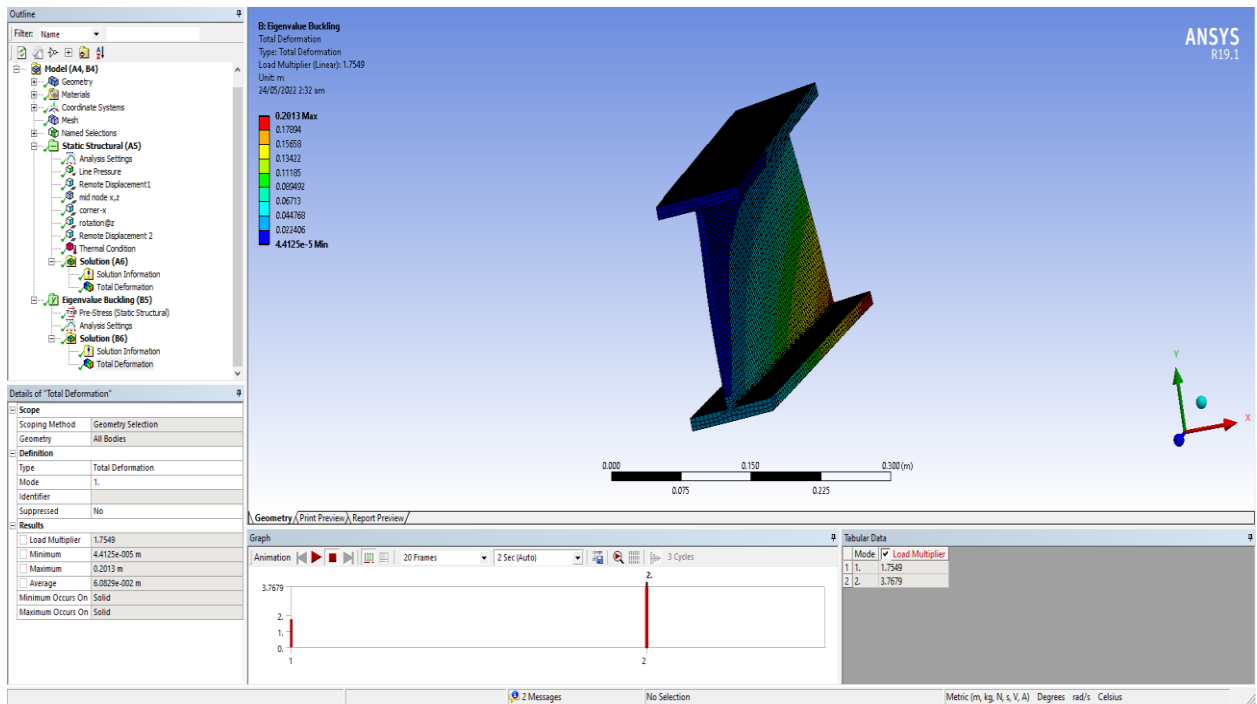 Outline
Filter: Name
Model (A4, B4)
Geometry
Materials
Coordinate Systems
Mesh
Named Selections
Static Structural (A5)
Analysis Settings
Line Pressure
Remote Displacement1
mid node x,z
corner-x
rotation@z
Remote Displacement 2
Thermal Condition
Solution (A6)
Solution Information
Total Deformation
Eigenvalue Buckling (B5)
Pre-Stress (Static Structural)
Analysis Settings
Solution (B6)
Solution Information
Total Deformation
Details of "Total Deformation"
Scope
Scoping Method Geometry Selection
Geometry All Bodies
Definition
Type Total Deformation
Mode 1.
Identifier
Suppressed No
Results
Load Multiplier 1.7549
Minimum 4.4125e-005 m
Maximum 0.2013 m
Average 6.0829e-002 m
Minimum Occurs On Solid
Maximum Occurs On Solid
B: Eigenvalue Buckling
Total Deformation
Type: Total Deformation
Load Multiplier (Linear): 1.7549
Unit: m
24/05/2022 2:32 am
0.2013 Max
0.17894
0.15658
0.13422
0.11185
0.089492
0.06713
0.044768
0.022406
4.4125e-5 Min
ANSYS
R19.1
Y
X
0.000 0.150 0.300 (m)
0.075 0.225
Geometry Print Preview Report Preview
Graph
Animation 20 Frames 2 Sec (Auto) 3 Cycles
2.
3.7679
2.
1.
0.
1 2
Tabular Data
Mode Load Multiplier
1 1. 1.7549
2 2. 3.7679
2 Messages No Selection Metric (m, kg, N, s, V, A) Degrees rad/s Celsius